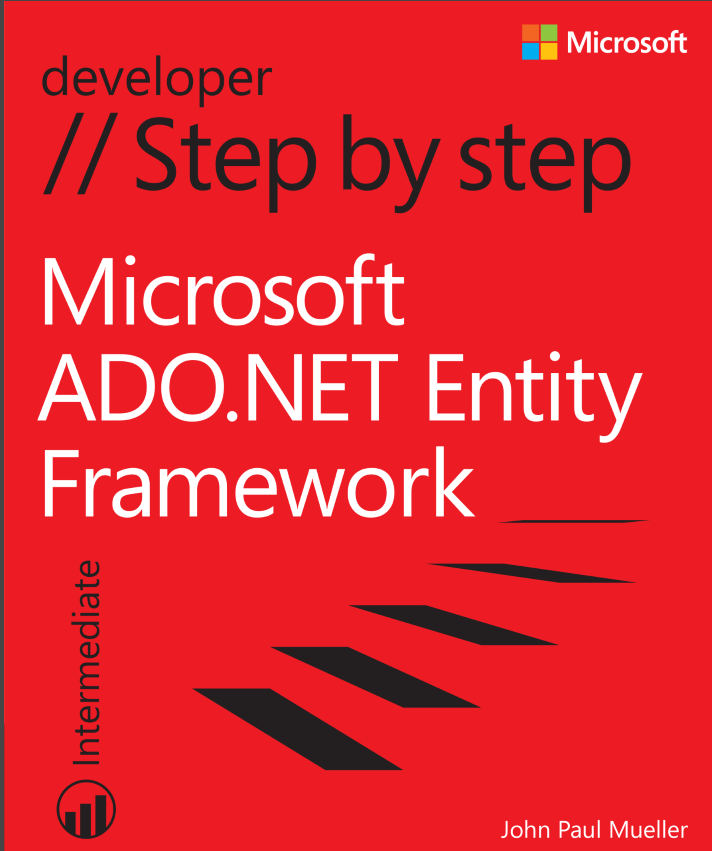 Microsoft
developer
// Step by step
Microsoft
ADO.NET Entity
Framework
Intermediate
John Paul Mueller